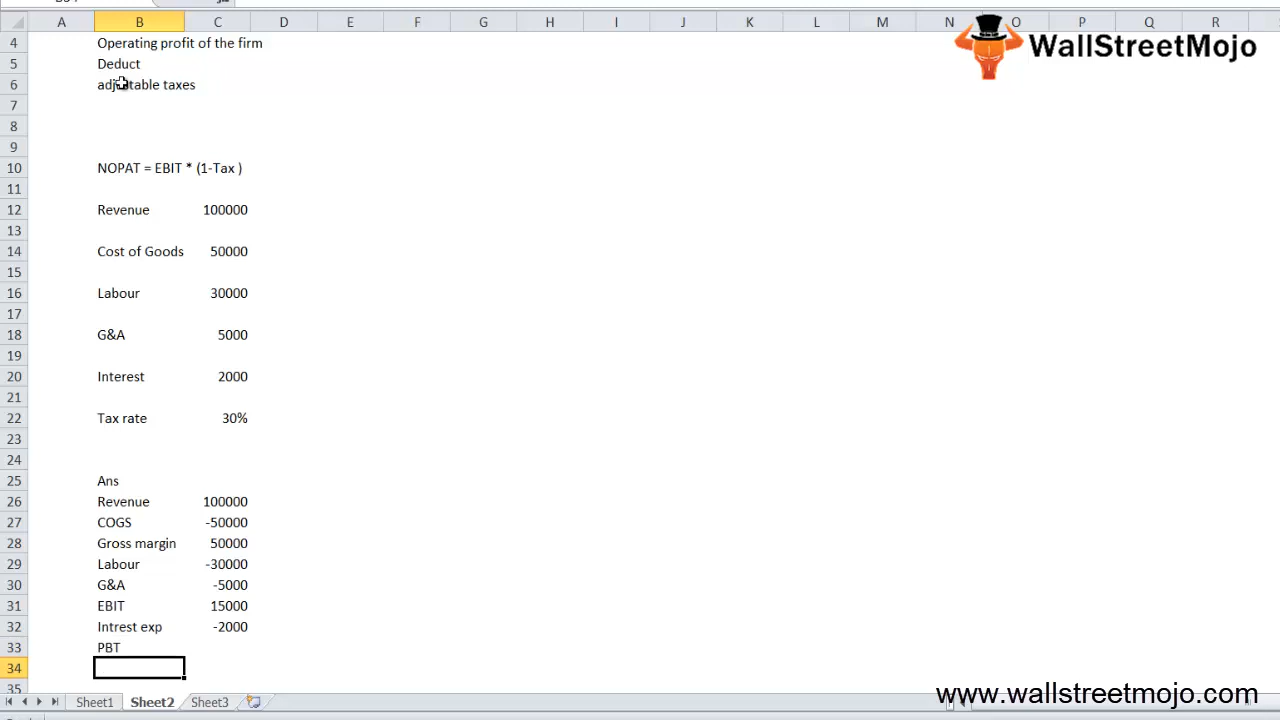 A B C D E F G H I J K L M N O P Q R
WallStreetMojo
4 Operating profit of the firm
5 Deduct
6 adjustable taxes
7
8
9
10 NOPAT = EBIT * (1-Tax )
11
12 Revenue 100000
13
14 Cost of Goods 50000
15
16 Labour 30000
17
18 G&A 5000
19
20 Interest 2000
21
22 Tax rate 30%
23
24
25 Ans
26 Revenue 100000
27 COGS -50000
28 Gross margin 50000
29 Labour -30000
30 G&A -5000
31 EBIT 15000
32 Intrest exp -2000
33 PBT
34
35
Sheet1 Sheet2 Sheet3
www.wallstreetmojo.com